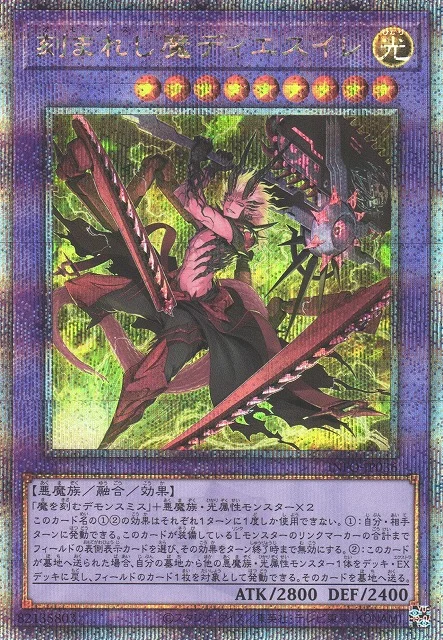 刻まれし魔ディエスイレ
光
【悪魔族／融合／効果】
「魔を刻むデモンスミス」＋悪魔族・光属性モンスター×２
このカード名の①②の効果はそれぞれ１ターンに１度しか使用できない。①：自分・相手
ターンに発動できる。このカードが装備しているＬモンスターのリンクマーカーの合計まで
フィールドの表側表示カードを選び、その効果をターン終了時まで無効にする。②：このカード
が墓地へ送られた場合、自分の墓地から他の悪魔族・光属性モンスター１体をデッキ・EX
デッキに戻し、フィールドのカード１枚を対象として発動できる。そのカードを墓地へ送る。
ATK/2800 DEF/2400
82135803